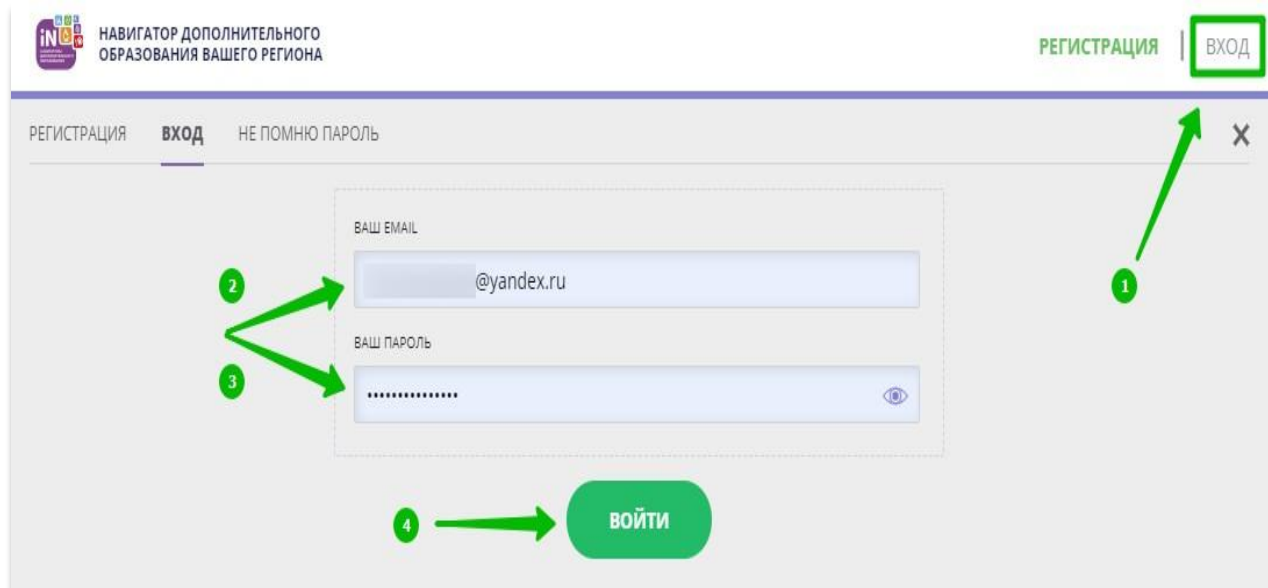 iN
НАВИГАТОР ДОПОЛНИТЕЛЬНОГО
ОБРАЗОВАНИЯ ВАШЕГО РЕГИОНА
РЕГИСТРАЦИЯ | ВХОД
РЕГИСТРАЦИЯ ВХОД НЕ ПОМНЮ ПАРОЛЬ
ВАШ EMAIL
@yandex.ru
2
1
ВАШ ПАРОЛЬ
3
4
ВОЙТИ